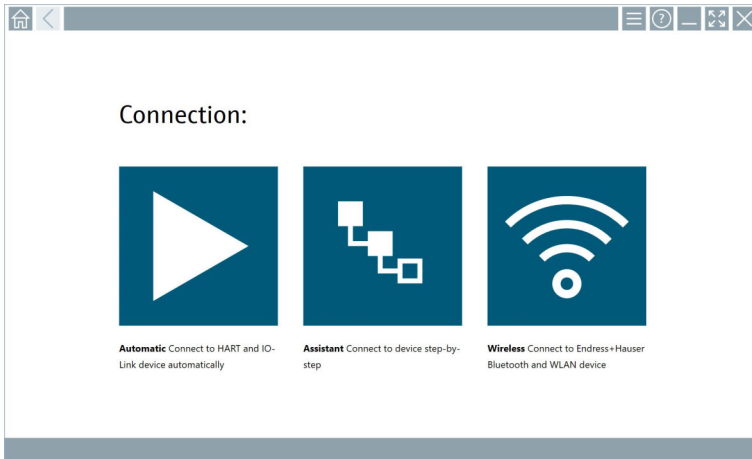 Connection:
Automatic Connect to HART and IO-
Link device automatically
Assistant Connect to device step-by-
step
Wireless Connect to Endress+Hauser
Bluetooth and WLAN device